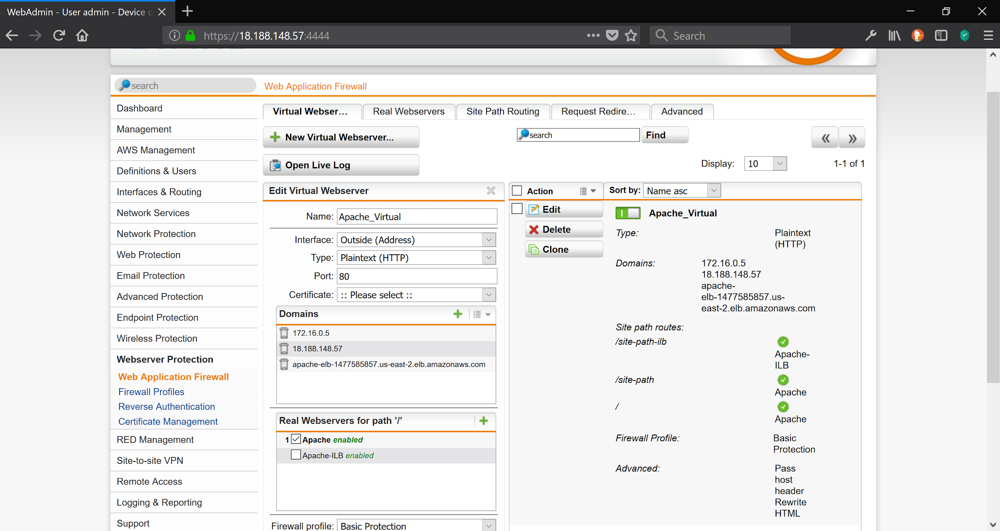 WebAdmin - User admin - Device c
https://18.188.148.57:4444
Search
search
Web Application Firewall
Dashboard
Management
AWS Management
Definitions & Users
Interfaces & Routing
Network Services
Network Protection
Web Protection
Email Protection
Advanced Protection
Endpoint Protection
Wireless Protection
Webserver Protection
Web Application Firewall
Firewall Profiles
Reverse Authentication
Certificate Management
RED Management
Site-to-site VPN
Remote Access
Logging & Reporting
Support
Virtual Webser...
Real Webservers
Site Path Routing
Request Redire...
Advanced
New Virtual Webserver...
search
Find
«
»
Open Live Log
Display: 10
1-1 of 1
Edit Virtual Webserver
Name: Apache_Virtual
Interface: Outside (Address)
Type: Plaintext (HTTP)
Port: 80
Certificate: :: Please select ::
Domains
172.16.0.5
18.188.148.57
apache-elb-1477585857.us-east-2.elb.amazonaws.com
Real Webservers for path '/'
1 Apache enabled
Apache-ILB enabled
Firewall profile: Basic Protection
Action
Sort by: Name asc
Edit
Delete
Clone
Apache_Virtual
Type: Plaintext
(HTTP)
Domains: 172.16.0.5
18.188.148.57
apache-
elb-1477585857.us-
east-2.elb.amazonaws.com
Site path routes:
/site-path-ilb
Apache-
ILB
/site-path
Apache
/
Apache
Firewall Profile: Basic
Protection
Advanced: Pass
host
header
Rewrite
HTML